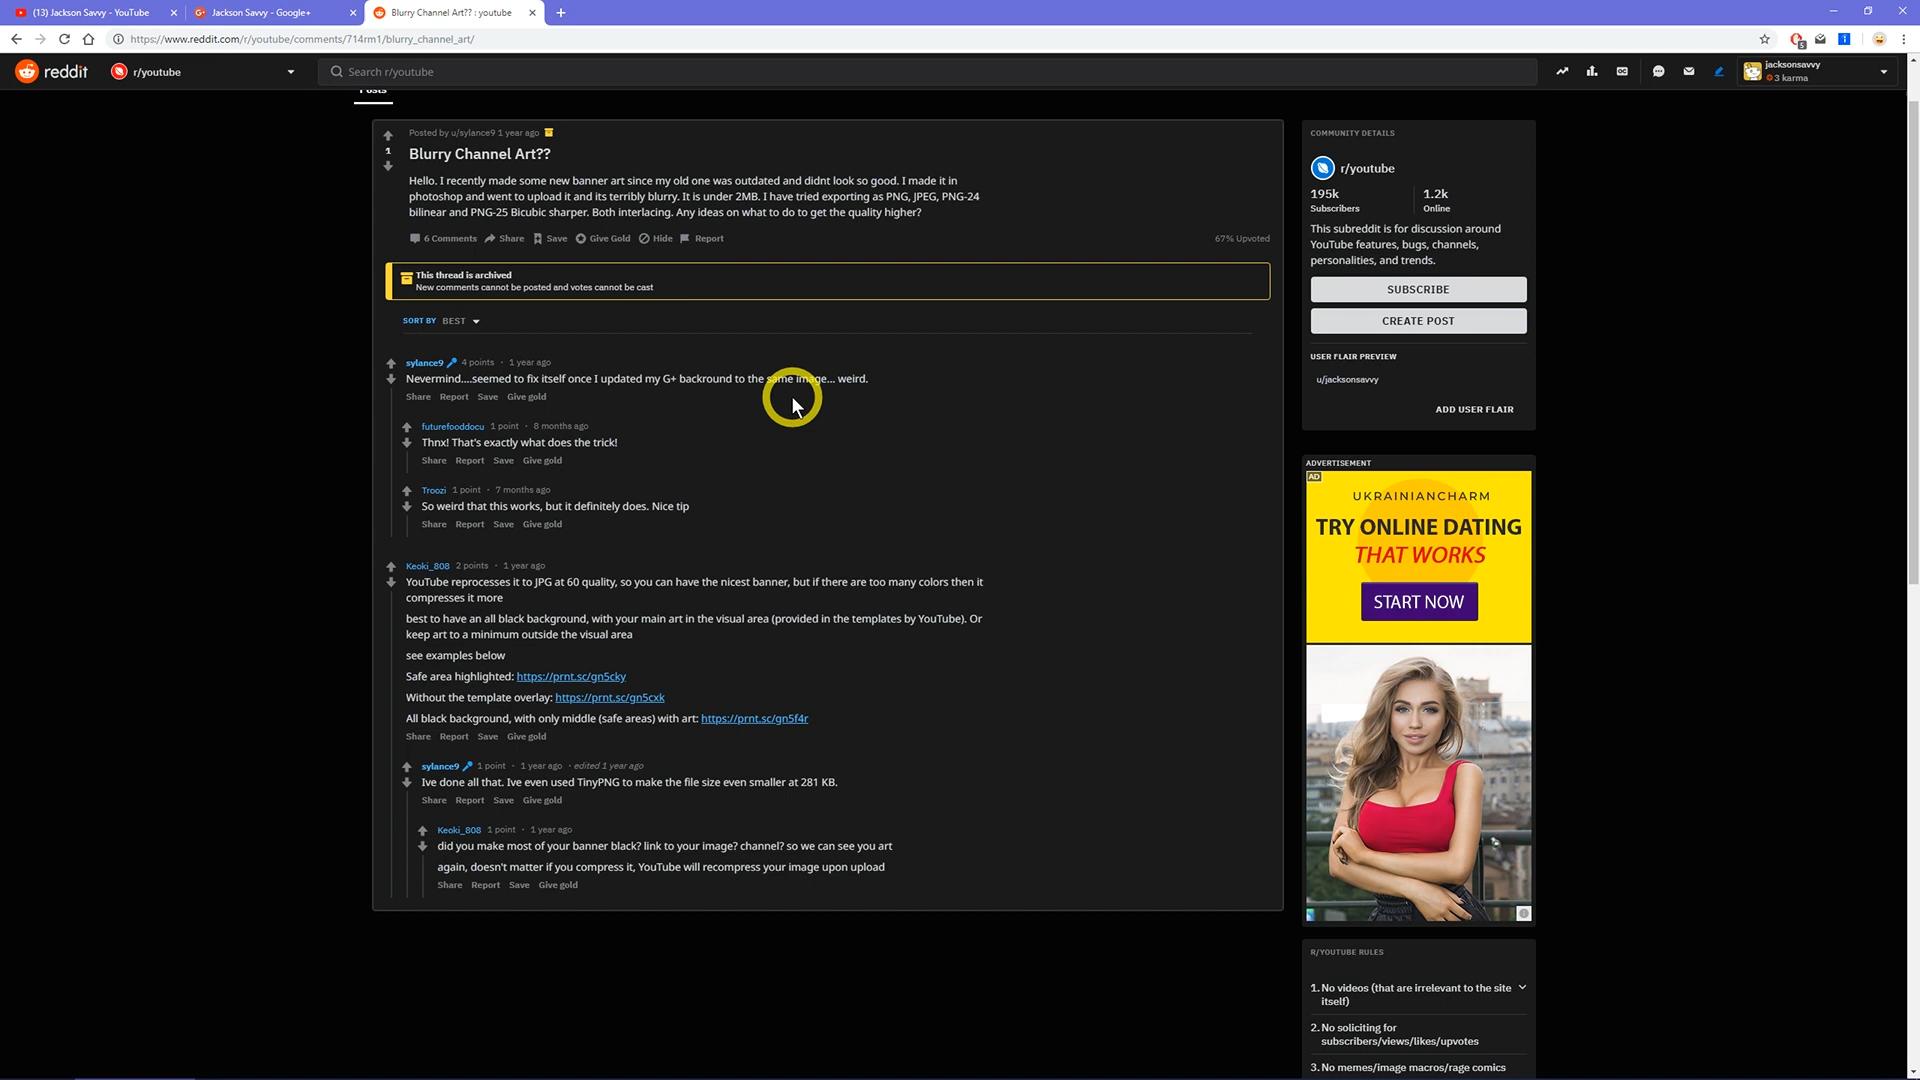 (13) Jackson Savvy - YouTube
Jackson Savvy - Google+
Blurry Channel Art?? : youtube
https://www.reddit.com/r/youtube/comments/714rm1/blurry_channel_art/
reddit
r/youtube
Search r/youtube
jacksonsavvy
3 karma
Posts
Posted by u/sylance9 1 year ago
1
Blurry Channel Art??
Hello. I recently made some new banner art since my old one was outdated and didnt look so good. I made it in
photoshop and went to upload it and its terribly blurry. It is under 2MB. I have tried exporting as PNG, JPEG, PNG-24
bilinear and PNG-25 Bicubic sharper. Both interlacing. Any ideas on what to do to get the quality higher?
6 Comments Share Save Give Gold Hide Report
67% Upvoted
This thread is archived
New comments cannot be posted and votes cannot be cast
SORT BY BEST
sylance9 4 points · 1 year ago
Nevermind....seemed to fix itself once I updated my G+ backround to the same image... weird.
Share Report Save Give gold
futurefooddocu 1 point · 8 months ago
Thnx! That's exactly what does the trick!
Share Report Save Give gold
Troozi 1 point · 7 months ago
So weird that this works, but it definitely does. Nice tip
Share Report Save Give gold
Keoki_808 2 points · 1 year ago
YouTube reprocesses it to JPG at 60 quality, so you can have the nicest banner, but if there are too many colors then it
compresses it more
best to have an all black background, with your main art in the visual area (provided in the templates by YouTube). Or
keep art to a minimum outside the visual area
see examples below
Safe area highlighted: https://prnt.sc/gn5cky
Without the template overlay: https://prnt.sc/gn5cxk
All black background, with only middle (safe areas) with art: https://prnt.sc/gn5f4r
Share Report Save Give gold
sylance9 1 point · 1 year ago · edited 1 year ago
Ive done all that. Ive even used TinyPNG to make the file size even smaller at 281 KB.
Share Report Save Give gold
Keoki_808 1 point · 1 year ago
did you make most of your banner black? link to your image? channel? so we can see you art
again, doesn't matter if you compress it, YouTube will recompress your image upon upload
Share Report Save Give gold
COMMUNITY DETAILS
r/youtube
195k 1.2k
Subscribers Online
This subreddit is for discussion around
YouTube features, bugs, channels,
personalities, and trends.
SUBSCRIBE
CREATE POST
USER FLAIR PREVIEW
u/jacksonsavvy
ADD USER FLAIR
ADVERTISEMENT
AD
UKRAINIANCHARM
TRY ONLINE DATING
THAT WORKS
START NOW
R/YOUTUBE RULES
1. No videos (that are irrelevant to the site
itself)
2. No soliciting for
subscribers/views/likes/upvotes
3. No memes/image macros/rage comics